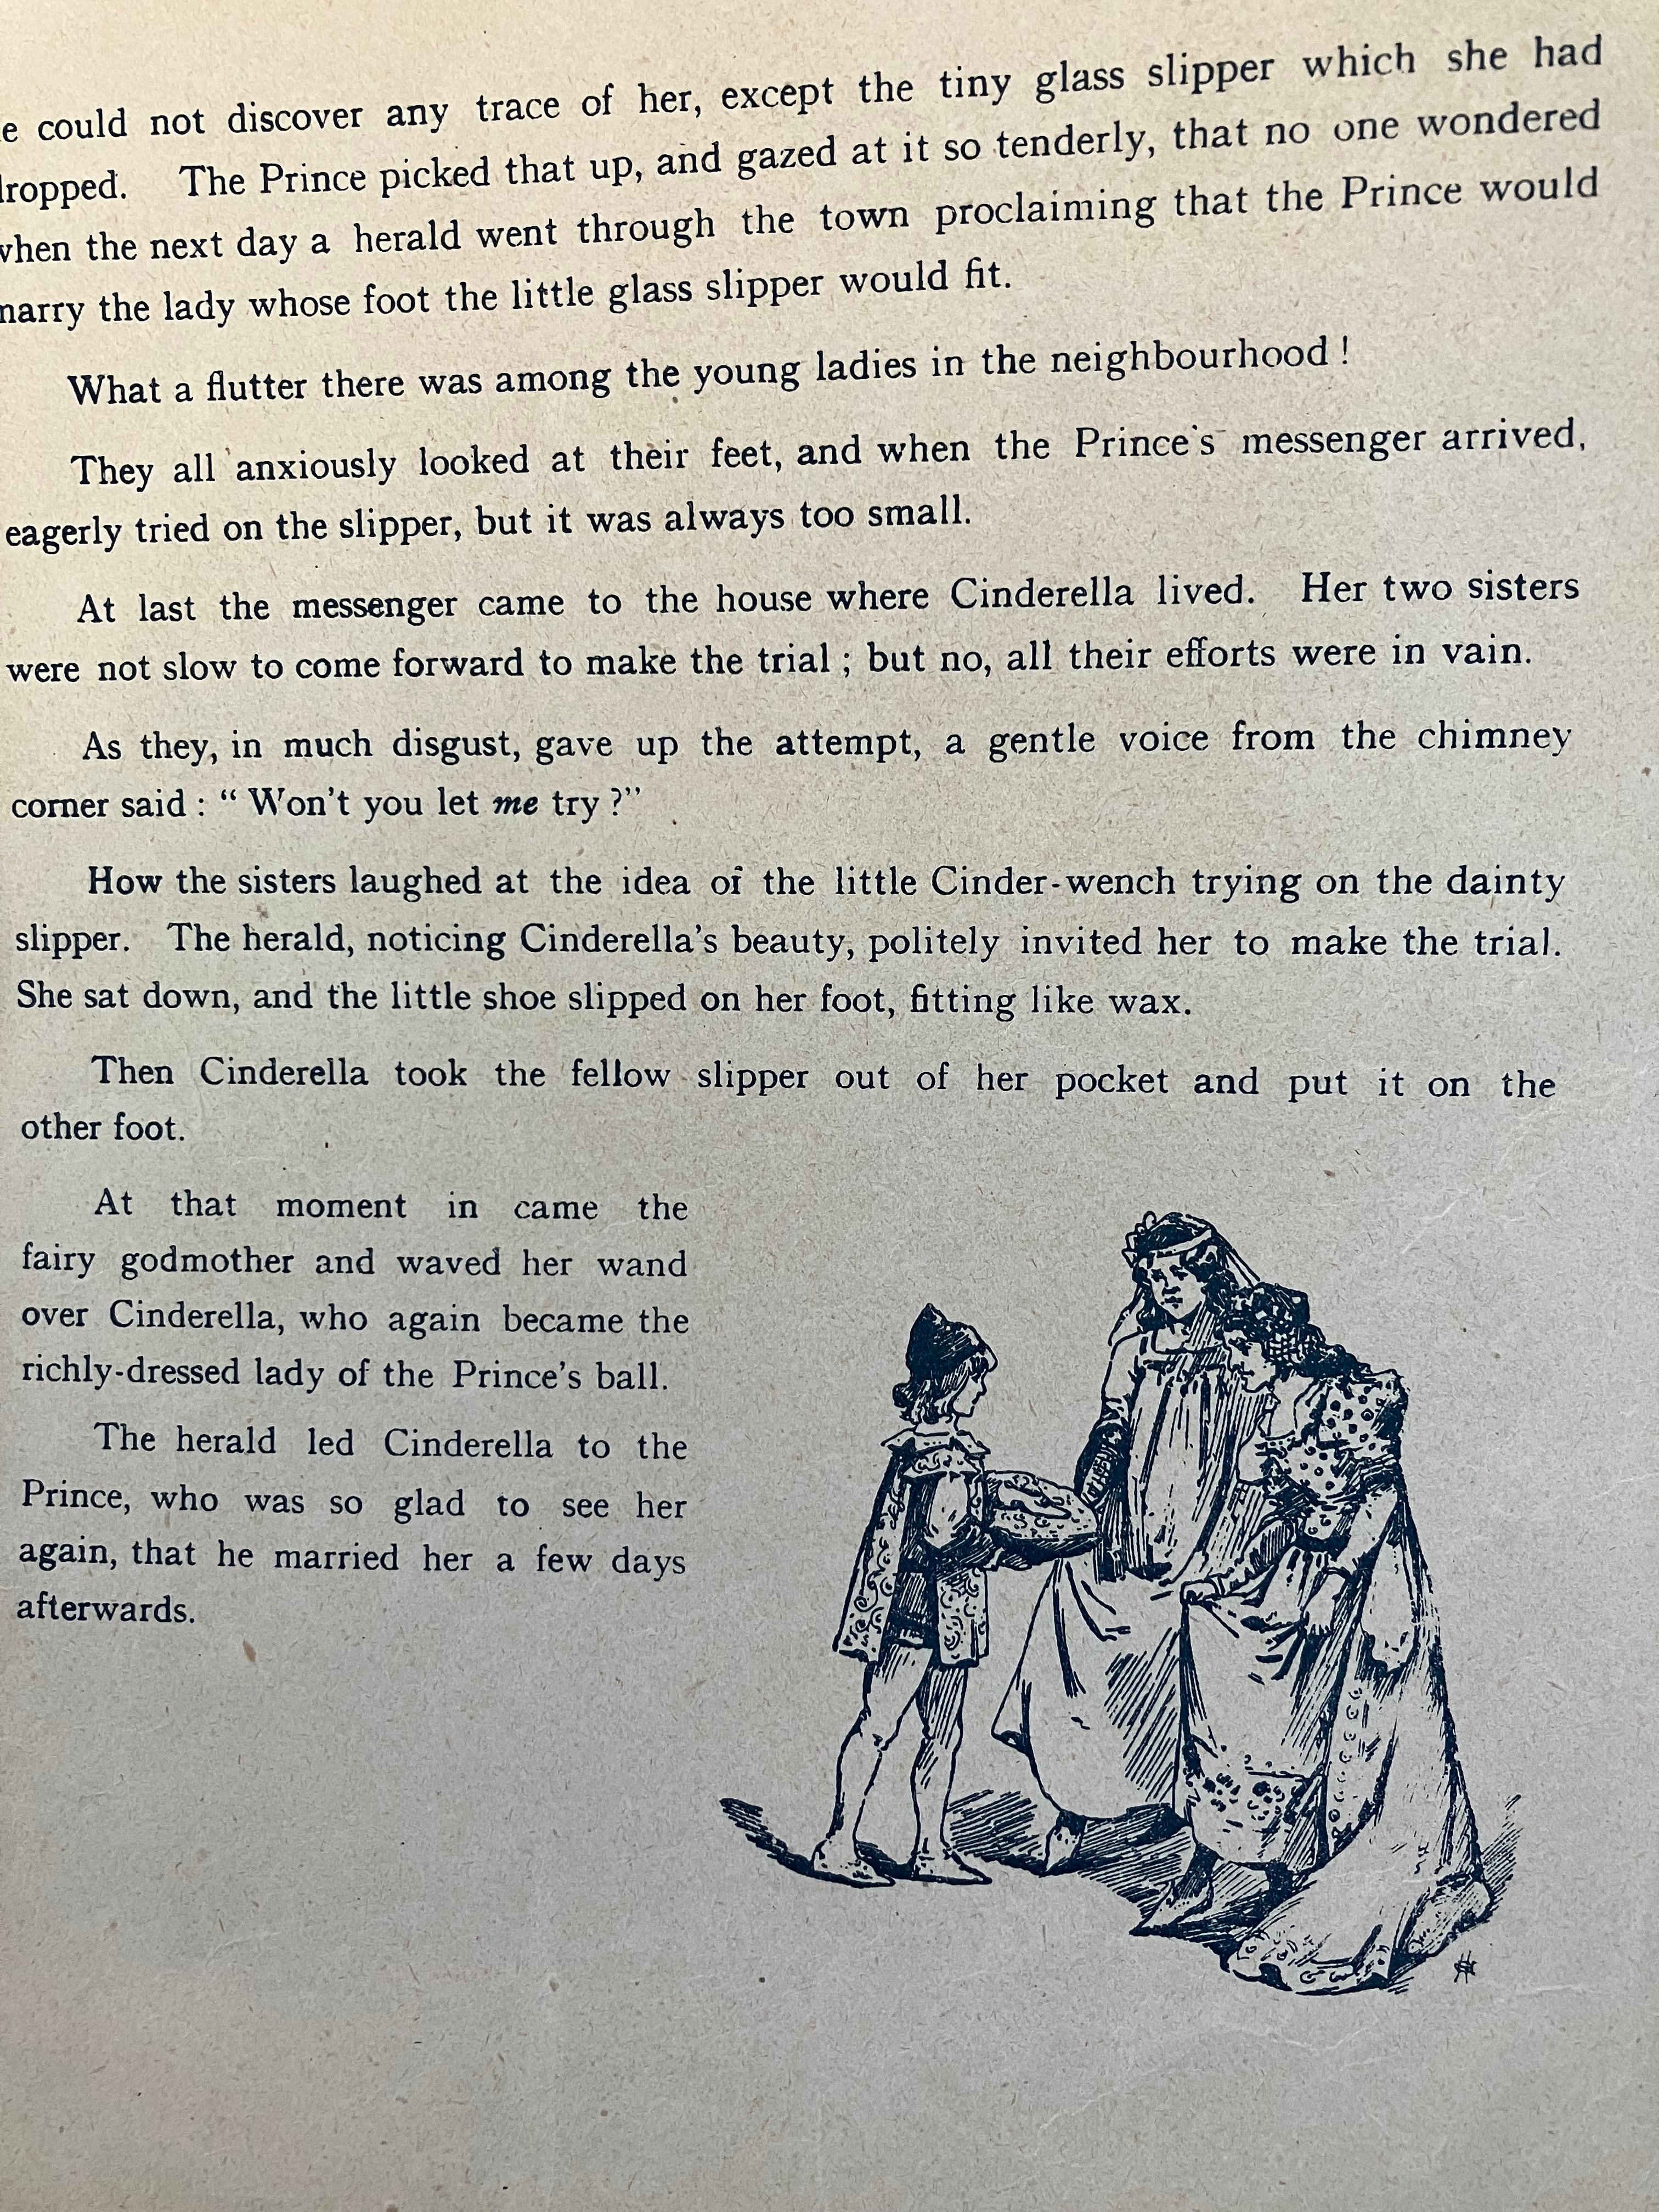 e could not discover any trace of her, except the tiny glass slipper which she had
dropped. The Prince picked that up, and gazed at it so tenderly, that no one wondered
when the next day a herald went through the town proclaiming that the Prince would
marry the lady whose foot the little glass slipper would fit.
What a flutter there was among the young ladies in the neighbourhood !
They all anxiously looked at their feet, and when the Prince's messenger arrived,
eagerly tried on the slipper, but it was always too small.
At last the messenger came to the house where Cinderella lived. Her two sisters
were not slow to come forward to make the trial ; but no, all their efforts were in vain.
As they, in much disgust, gave up the attempt, a gentle voice from the chimney
corner said : “ Won't you let me try ?”
How the sisters laughed at the idea of the little Cinder-wench trying on the dainty
slipper. The herald, noticing Cinderella's beauty, politely invited her to make the trial.
She sat down, and the little shoe slipped on her foot, fitting like wax.
Then Cinderella took the fellow slipper out of her pocket and put it on the
other foot.
At that moment in came the
fairy godmother and waved her wand
over Cinderella, who again became the
richly-dressed lady of the Prince's ball.
The herald led Cinderella to the
Prince, who was so glad to see her
again, that he married her a few days
afterwards.